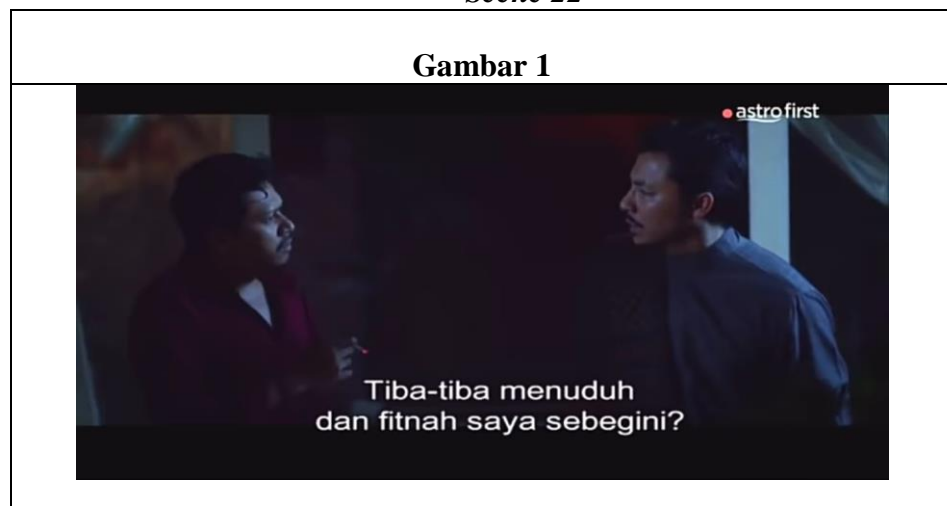 Scene 22
Gambar 1
astro first
Tiba-tiba menuduh
dan fitnah saya sebegini?